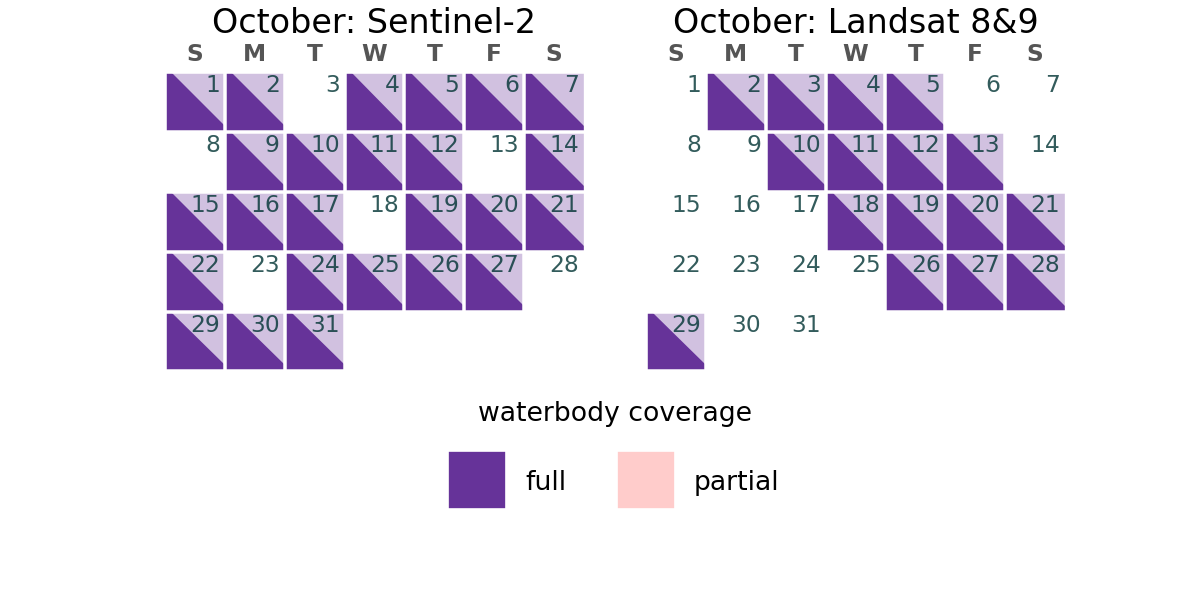 October: Sentinel-2
S M T W T F S
1 2 3 4 5 6 7
8 9 10 11 12 13 14
15 16 17 18 19 20 21
22 23 24 25 26 27 28
29 30 31
October: Landsat 8&9
S M T W T F S
1 2 3 4 5 6 7
8 9 10 11 12 13 14
15 16 17 18 19 20 21
22 23 24 25 26 27 28
29 30 31
waterbody coverage
full partial